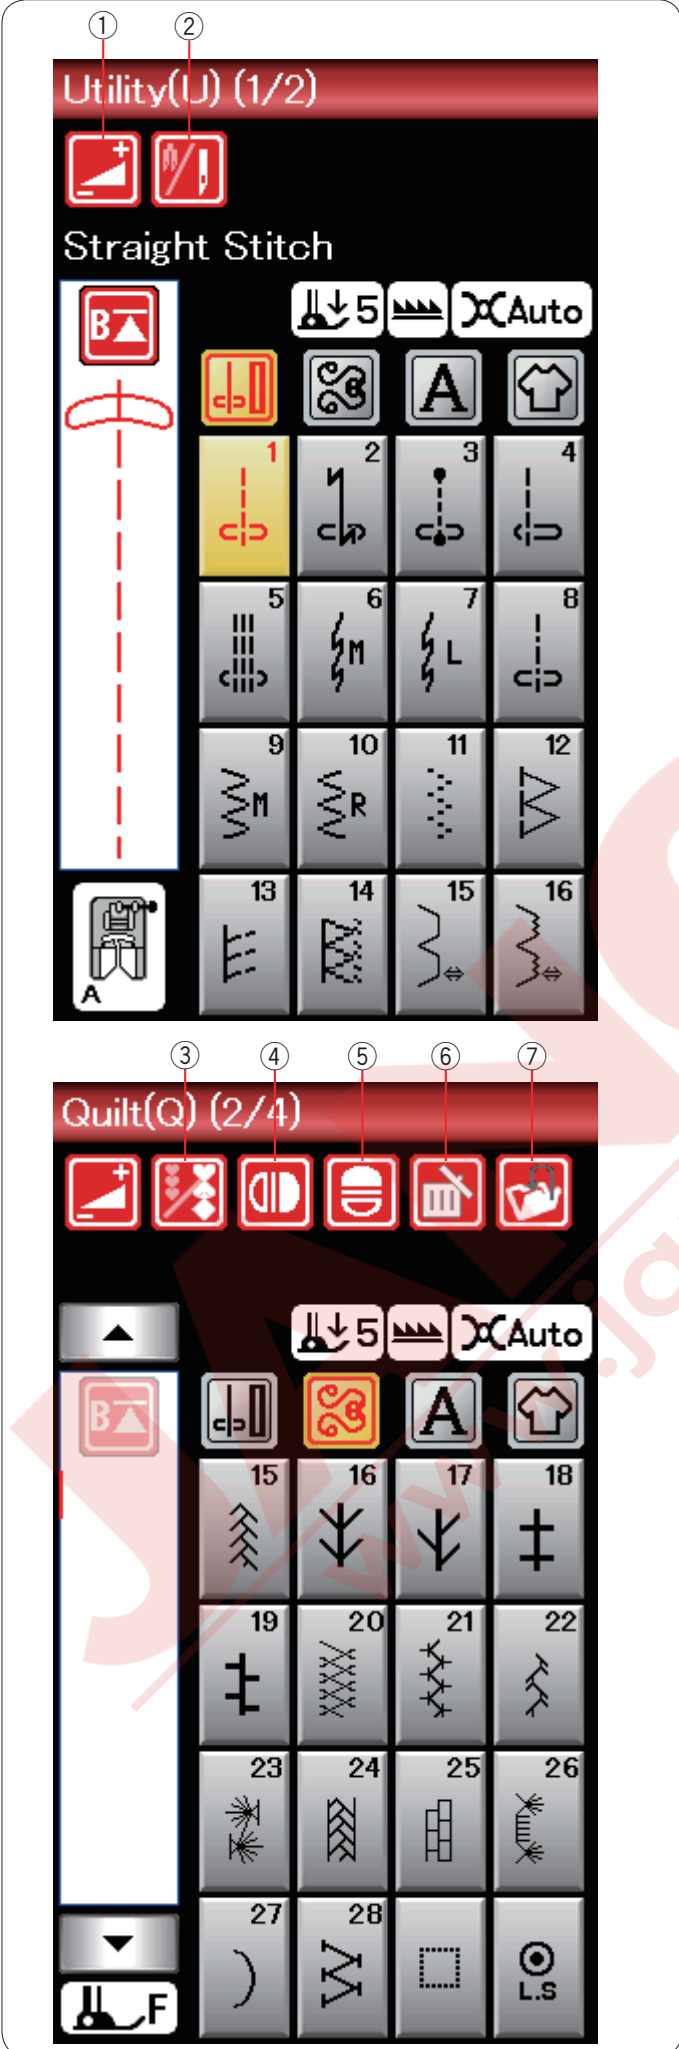 ① ②
Utility(U) (1/2)
Straight Stitch
B 5 Auto
A
1 2 3 4
5 6 7 8
M L
9 10 11 12
M R
13 14 15 16
A
③ ④ ⑤ ⑥ ⑦
Quilt(Q) (2/4)
5 Auto
B A
15 16 17 18
19 20 21 22
23 24 25 26
27 28
L.S
F